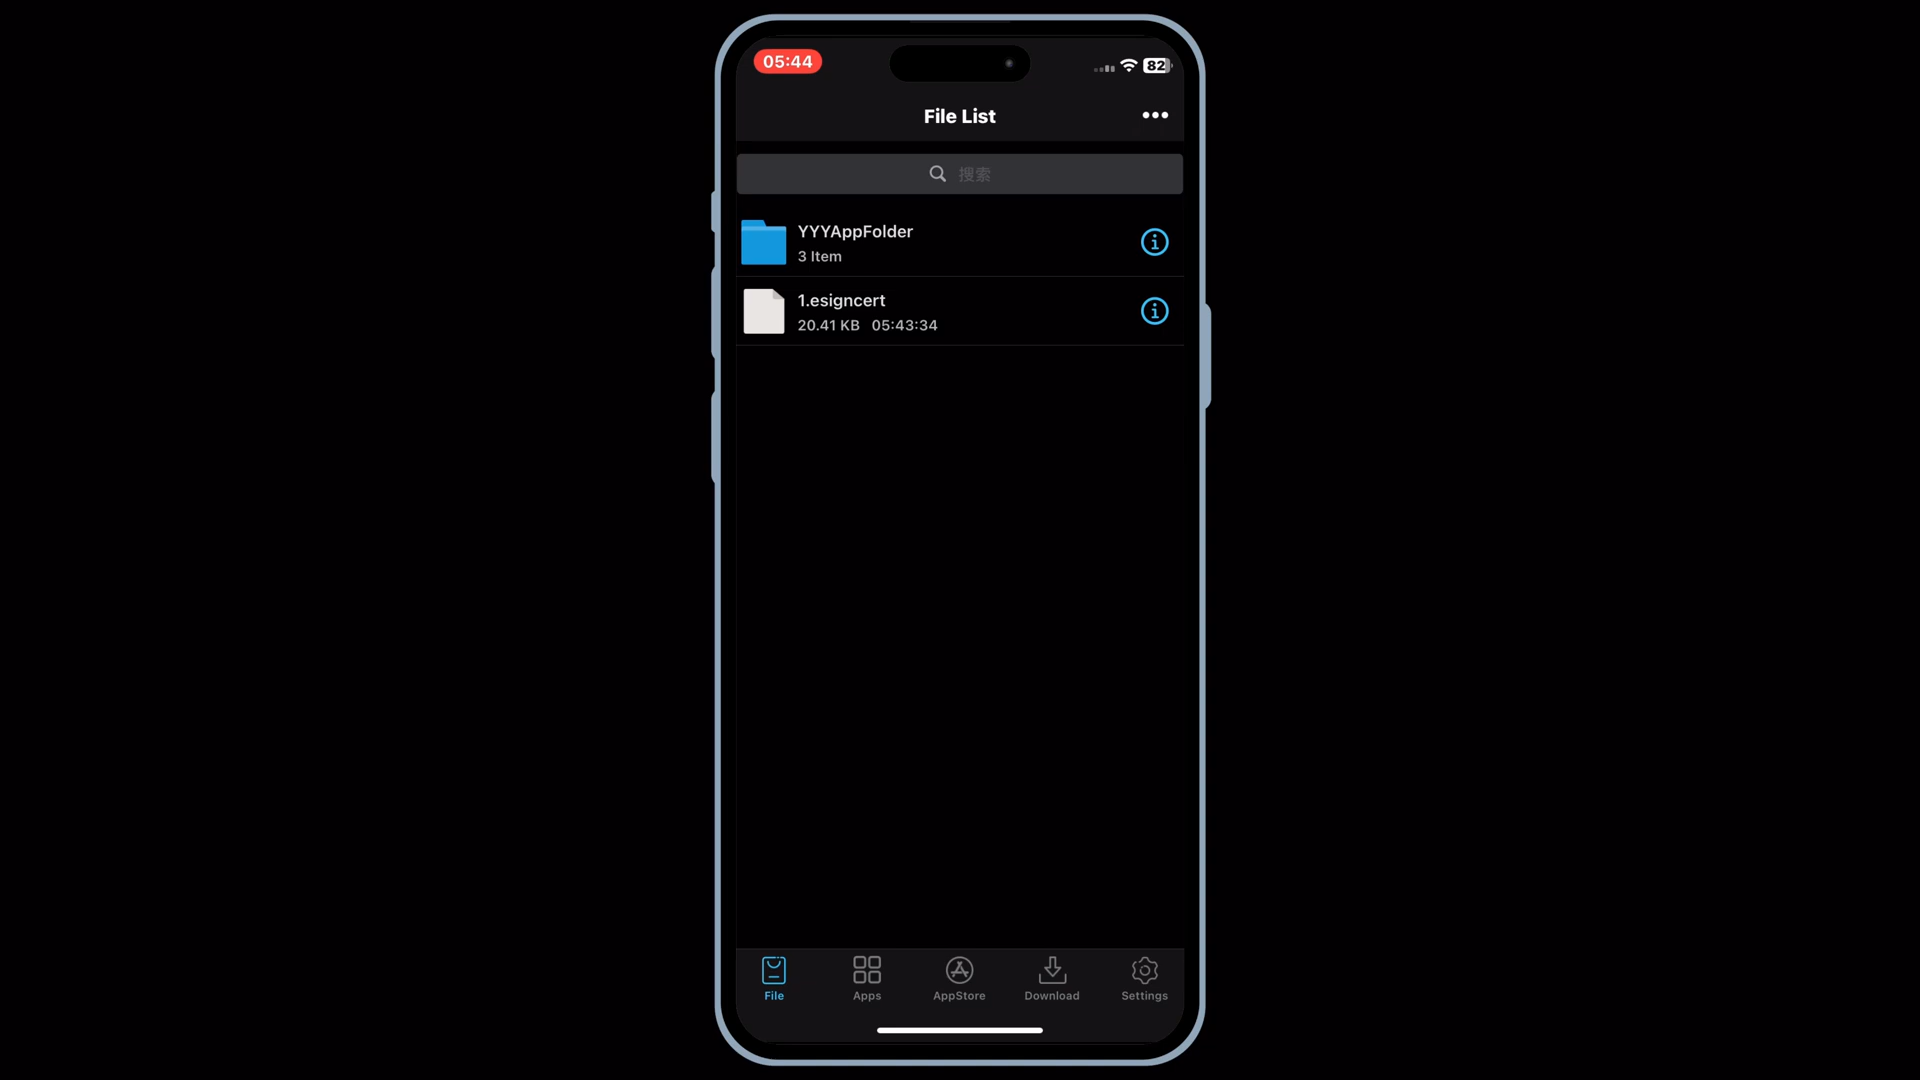 05:44
82
File List
搜索
YYYAppFolder
3 Item
1.esigncert
20.41 KB 05:43:34
File
Apps
AppStore
Download
Settings